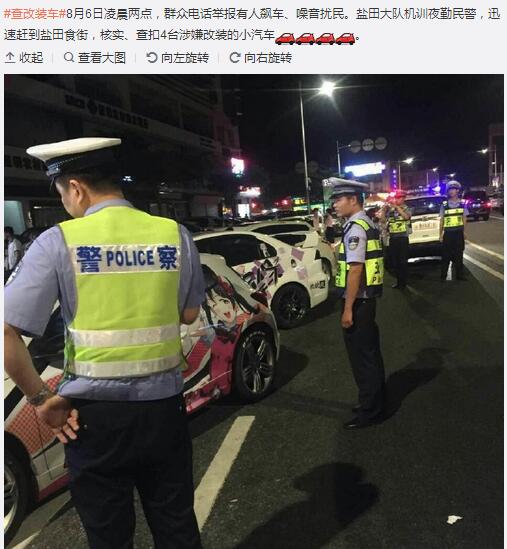 #查改装车#8月6日凌晨两点，群众电话举报有人飙车、噪音扰民。盐田大队机训夜勤民警，迅
速赶到盐田食街，核实、查扣4台涉嫌改装的小汽车。
收起 查看大图 向左旋转 向右旋转
警 POLICE 察